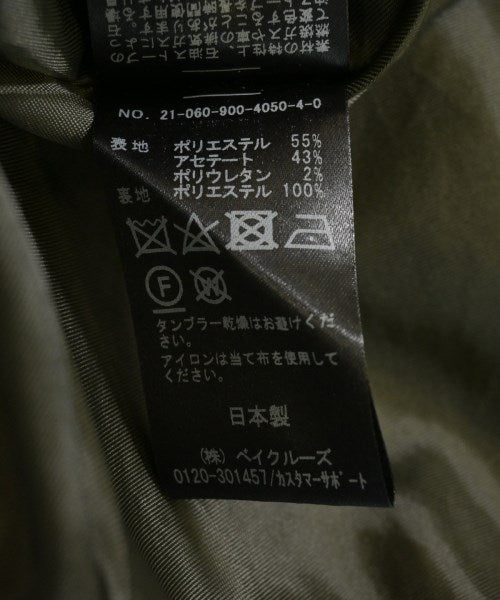 NO. 21-060-900-4050-4-0
表地 ポリエステル 55%
アセテート 43%
ポリウレタン 2%
裏地 ポリエステル 100%
F
W
タンブラー乾燥はお避けくだ
さい。
アイロンは当て布を使用して
ください。
日本製
(株) ベイクルーズ
0120-301457/カスタマーサポート